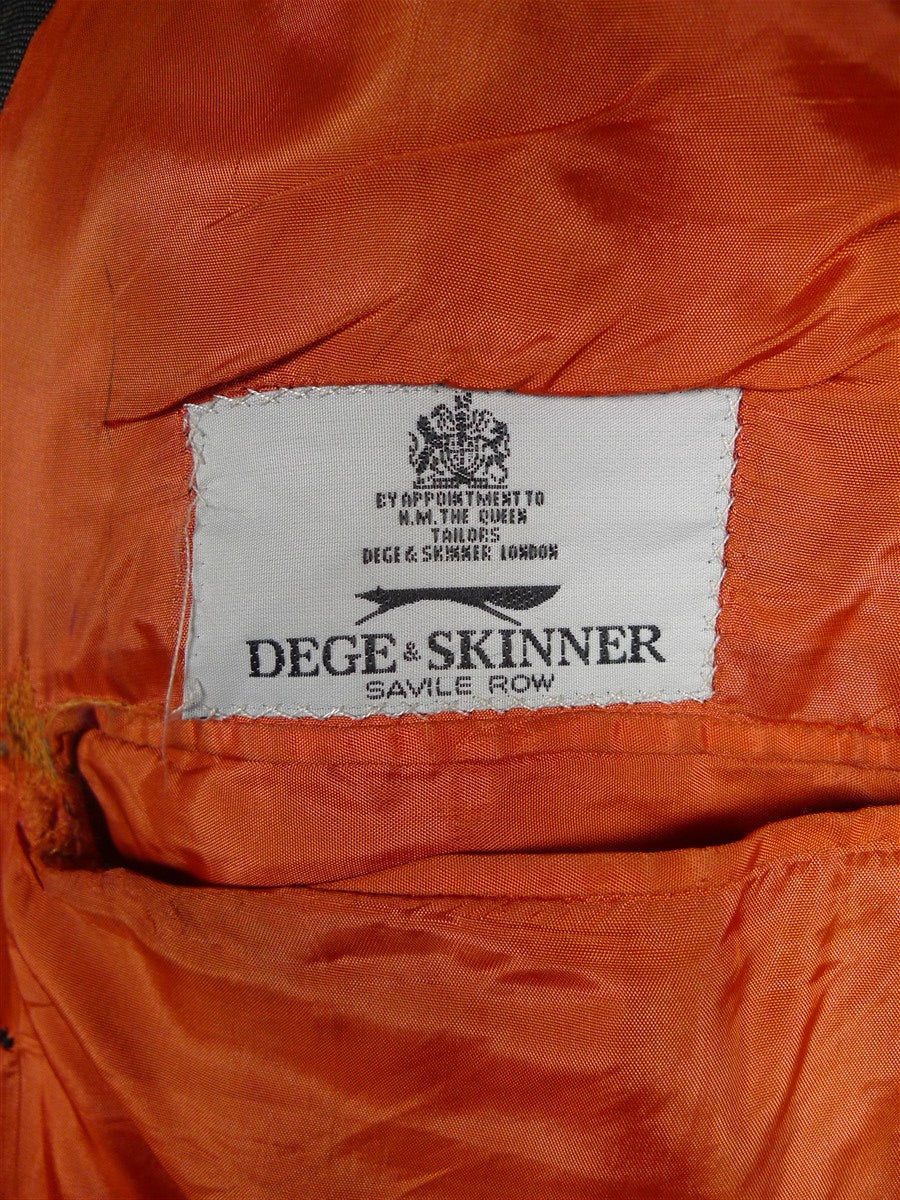 BY APPOINTMENT TO
H.M. THE QUEEN
TAILORS
DEGE & SKINNER LONDON
DEGE & SKINNER
SAVILE ROW